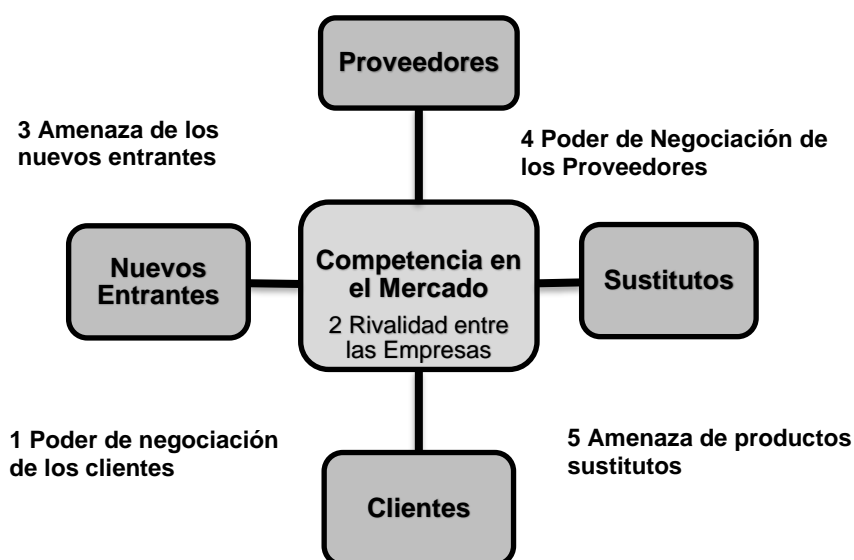 Proveedores
3 Amenaza de los
nuevos entrantes
4 Poder de Negociación de
los Proveedores
Nuevos
Entrantes
Competencia en
el Mercado
2 Rivalidad entre
las Empresas
Sustitutos
1 Poder de negociación
de los clientes
5 Amenaza de productos
sustitutos
Clientes